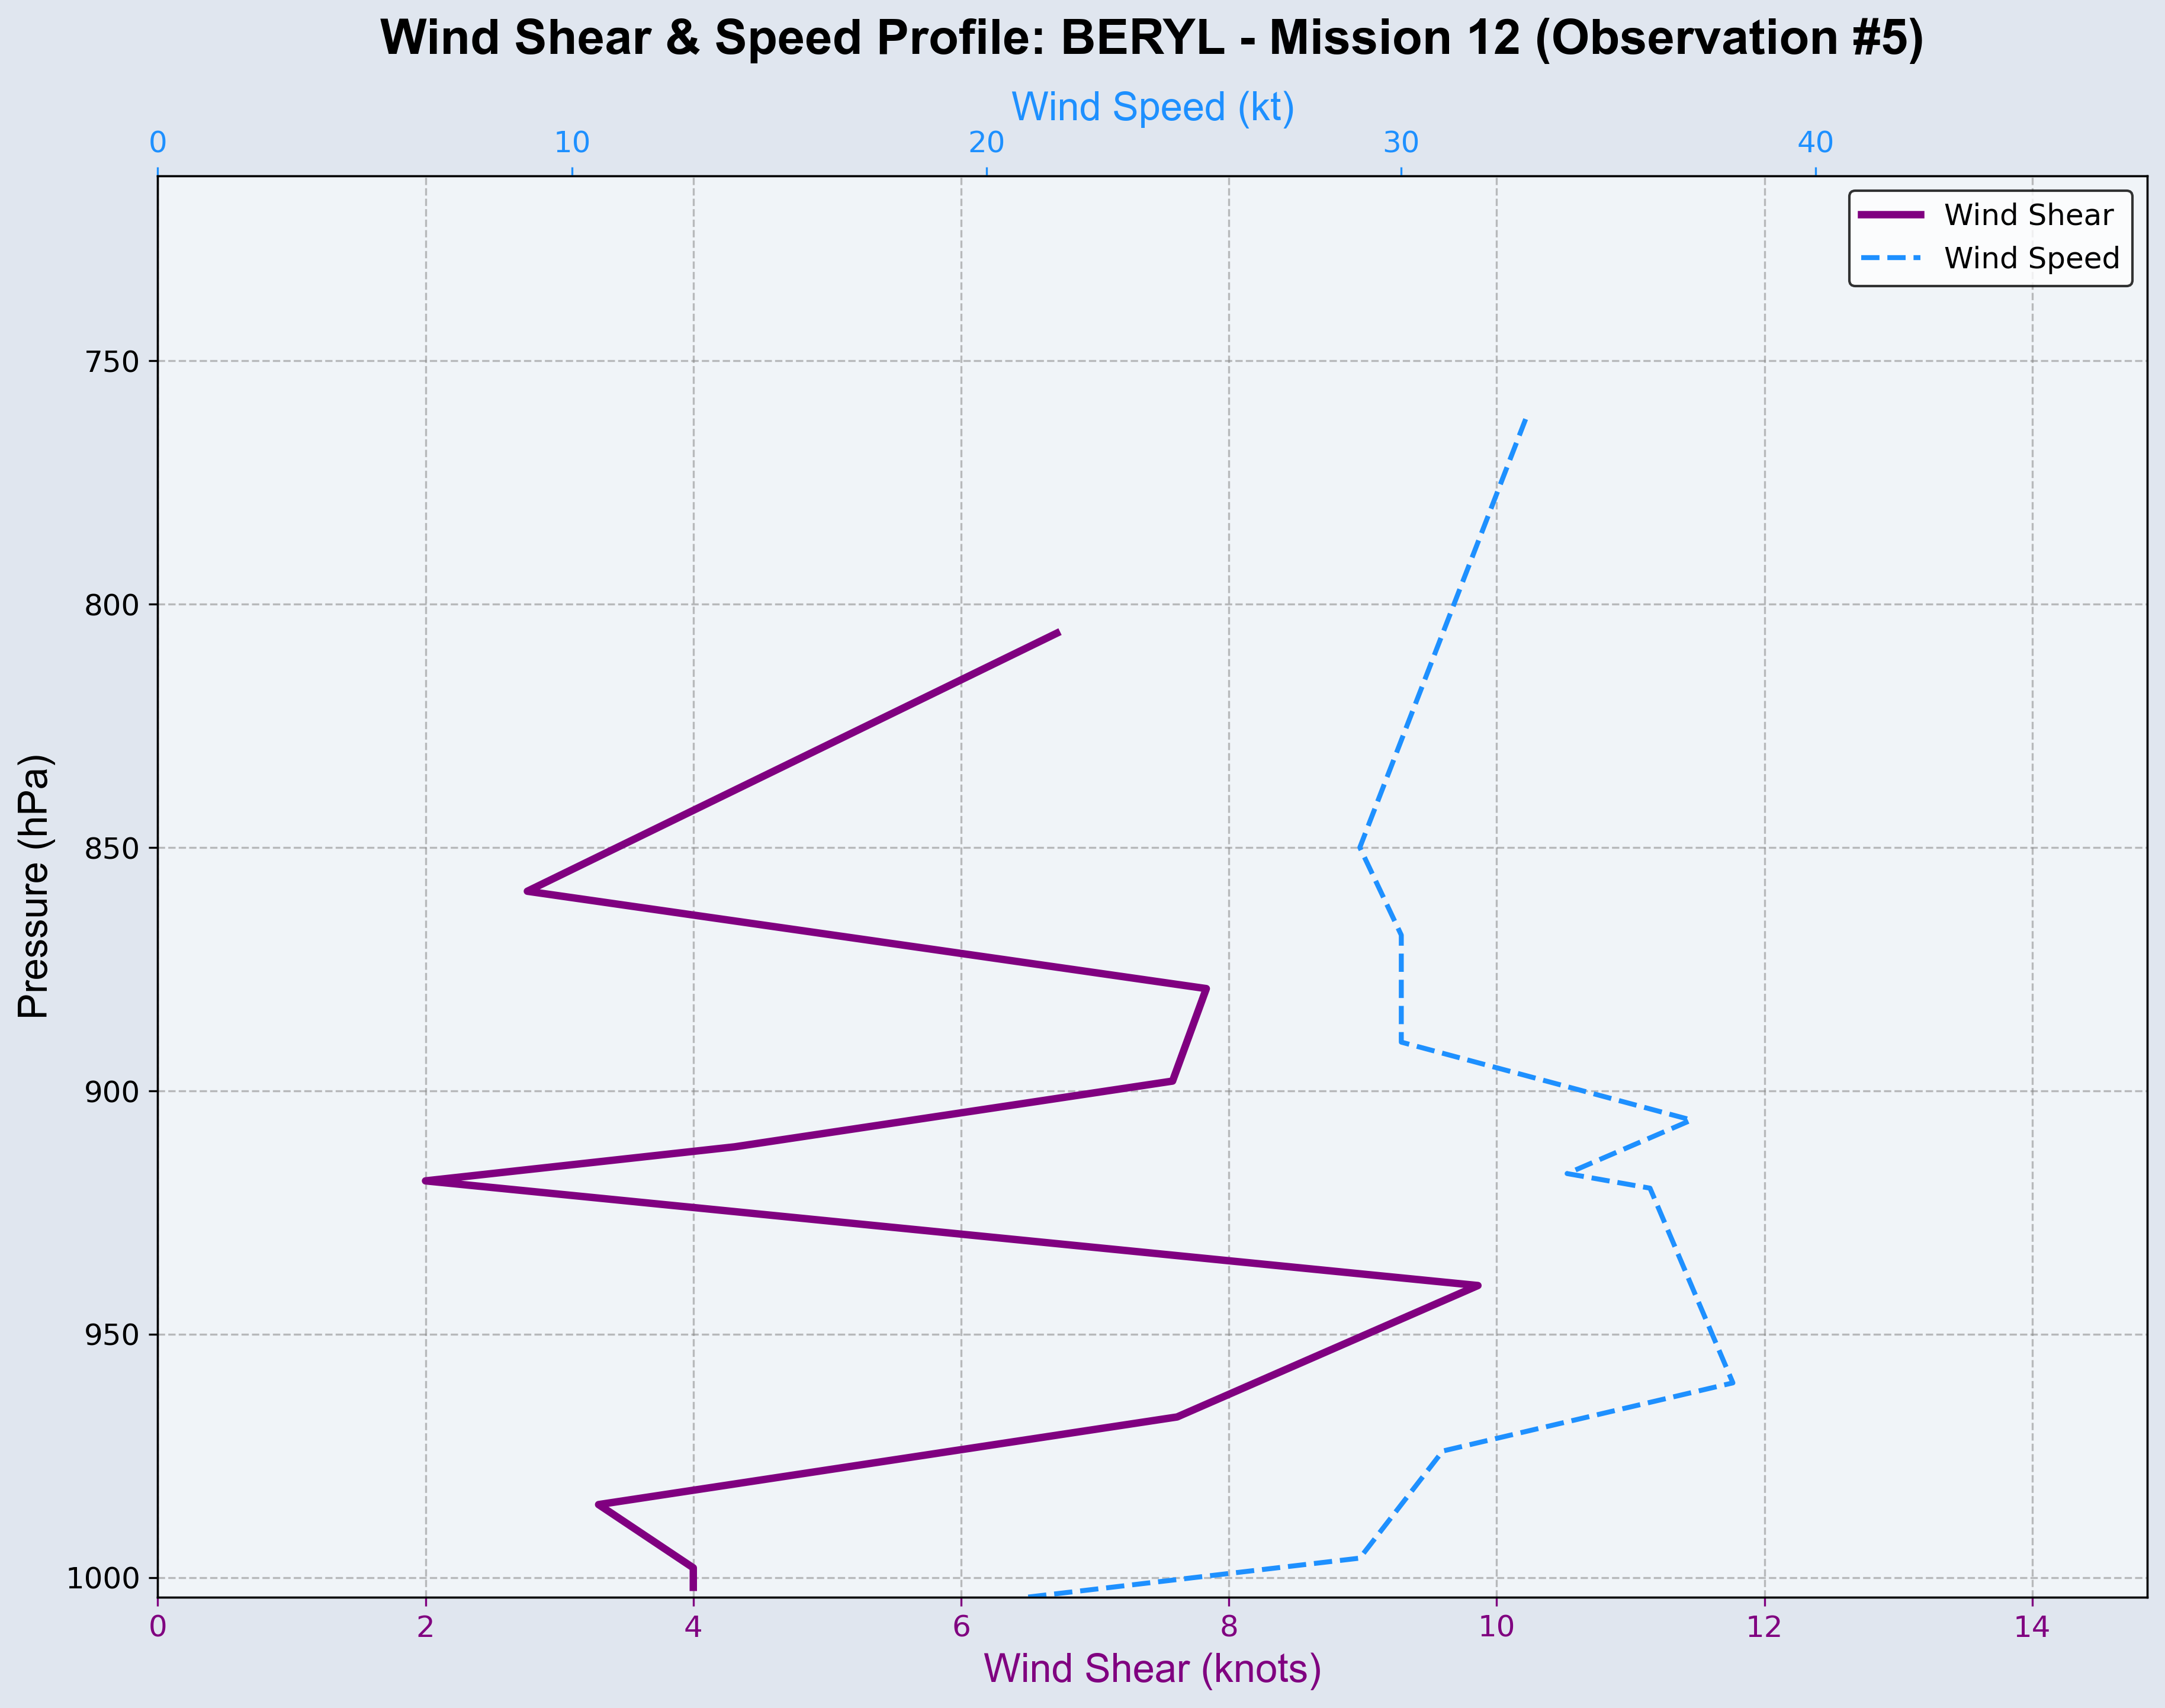 Wind Shear & Speed Profile: BERYL - Mission 12 (Observation #5)
Wind Speed (kt)
0 10 20 30 40
Wind Shear
Wind Speed
750
800
850
900
950
1000
Pressure (hPa)
0 2 4 6 8 10 12 14
Wind Shear (knots)